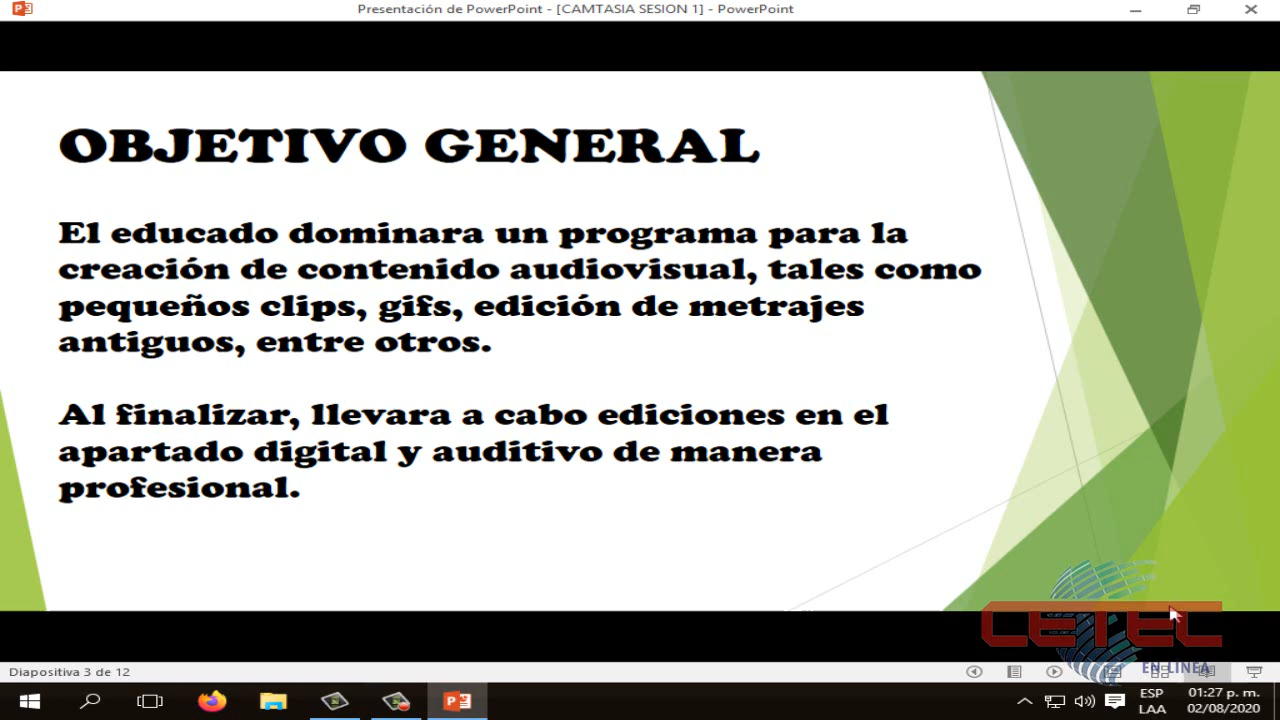 Presentación de PowerPoint - [CAMTASIA SESION 1] - PowerPoint
OBJETIVO GENERAL
El educado dominara un programa para la
creación de contenido audiovisual, tales como
pequeños clips, gifs, edición de metrajes
antiguos, entre otros.
Al finalizar, llevara a cabo ediciones en el
apartado digital y auditivo de manera
profesional.
CETEC
EN LINEA
Diapositiva 3 de 12
ESP
LAA
01:27 p. m.
02/08/2020